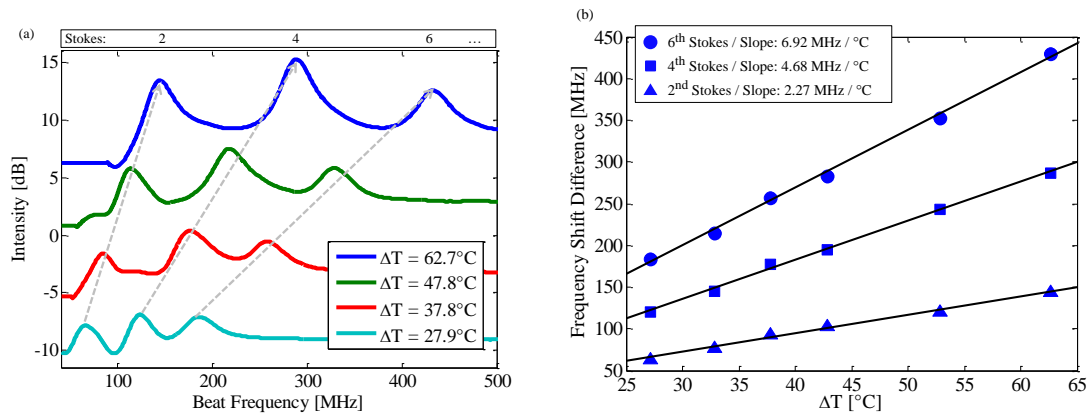 (a)
Stokes: 2 4 6 ...
15
10
5
0
-5
-10
Intensity [dB]
ΔT = 62.7°C
ΔT = 47.8°C
ΔT = 37.8°C
ΔT = 27.9°C
100 200 300 400 500
Beat Frequency [MHz]
(b)
6th Stokes / Slope: 6.92 MHz / °C
4th Stokes / Slope: 4.68 MHz / °C
2nd Stokes / Slope: 2.27 MHz / °C
450
400
350
300
250
200
150
100
50
0
Frequency Shift Difference [MHz]
25 30 35 40 45 50 55 60 65
ΔT [°C]